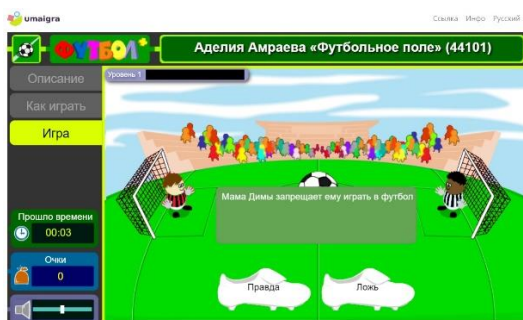 umaigra
Ссылка Инфо Русский
ФУТБОЛ
Аделия Амраева «Футбольное поле» (44101)
Описание
Как играть
Игра
Уровень 1
Мама Димы запрещает ему играть в футбол
Прошло времени
00:03
Очки
0
Правда
Ложь